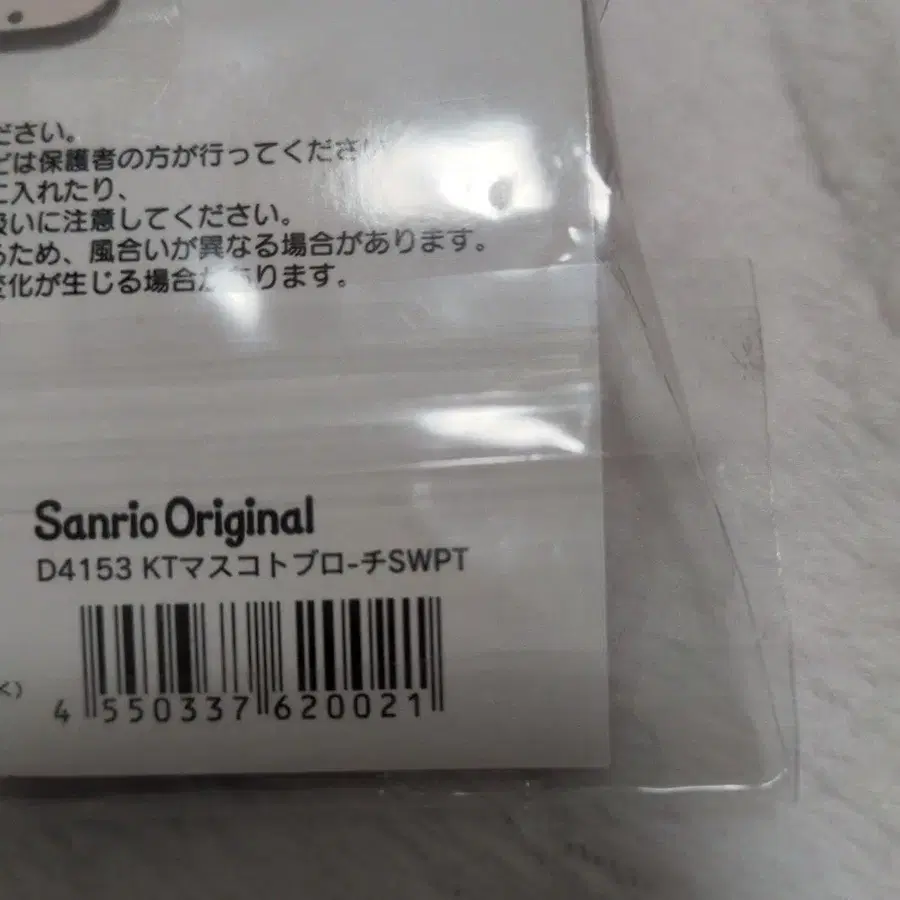 ださい。
どは保護者の方が行ってくださ
に入れたり、
扱いに注意してください。
るため、風合いが異なる場合があります。
変化が生じる場合があります。
Sanrio Original
D4153 KTマスコトブロ-チSWPT
く)
4 550337 620021